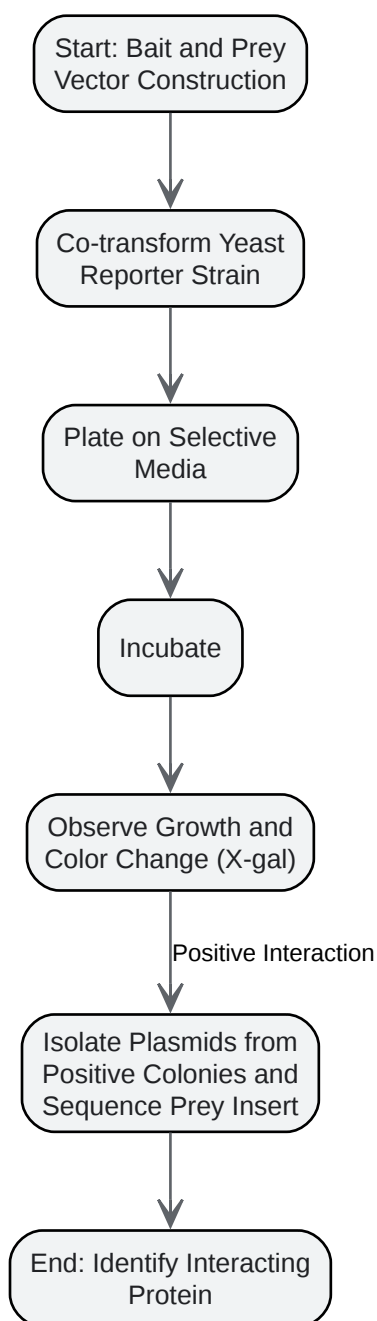 Start: Bait and Prey
Vector Construction
Co-transform Yeast
Reporter Strain
Plate on Selective
Media
Incubate
Observe Growth and
Color Change (X-gal)
Positive Interaction
Isolate Plasmids from
Positive Colonies and
Sequence Prey Insert
End: Identify Interacting
Protein